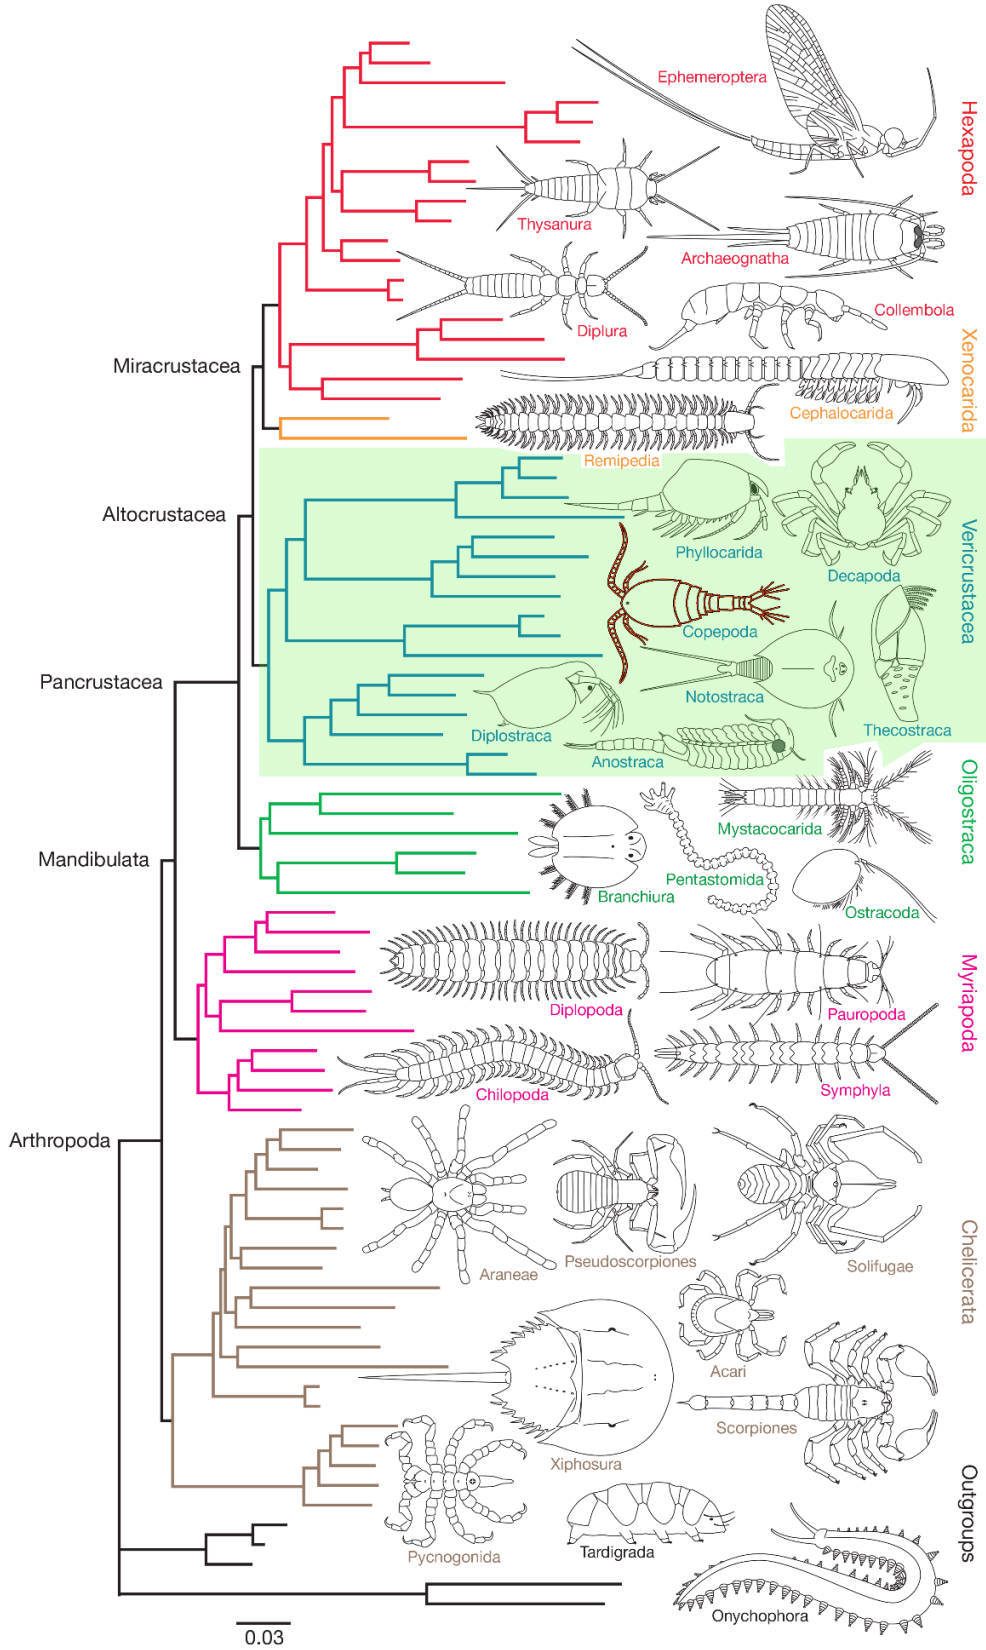 Ephemeroptera
Hexapoda
Thysanura
Archaeognatha
Diplura
Collembola
Xenocarida
Miracrustacea
Cephalocarida
Remipedia
Altocrustacea
Phyllocarida
Decapoda
Vericrustacea
Copepoda
Pancrustacea
Notostraca
Diplostraca
Thecostraca
Anostraca
Oligostraca
Mystacocarida
Mandibulata
Pentastomida
Branchiura
Ostracoda
Myriapoda
Diplopoda
Pauropoda
Chilopoda
Symphyla
Arthropoda
Chelicerata
Araneae
Pseudoscorpiones
Solifugae
Acari
Scorpiones
Xiphosura
Outgroups
Pycnogonida
Tardigrada
Onychophora
0.03